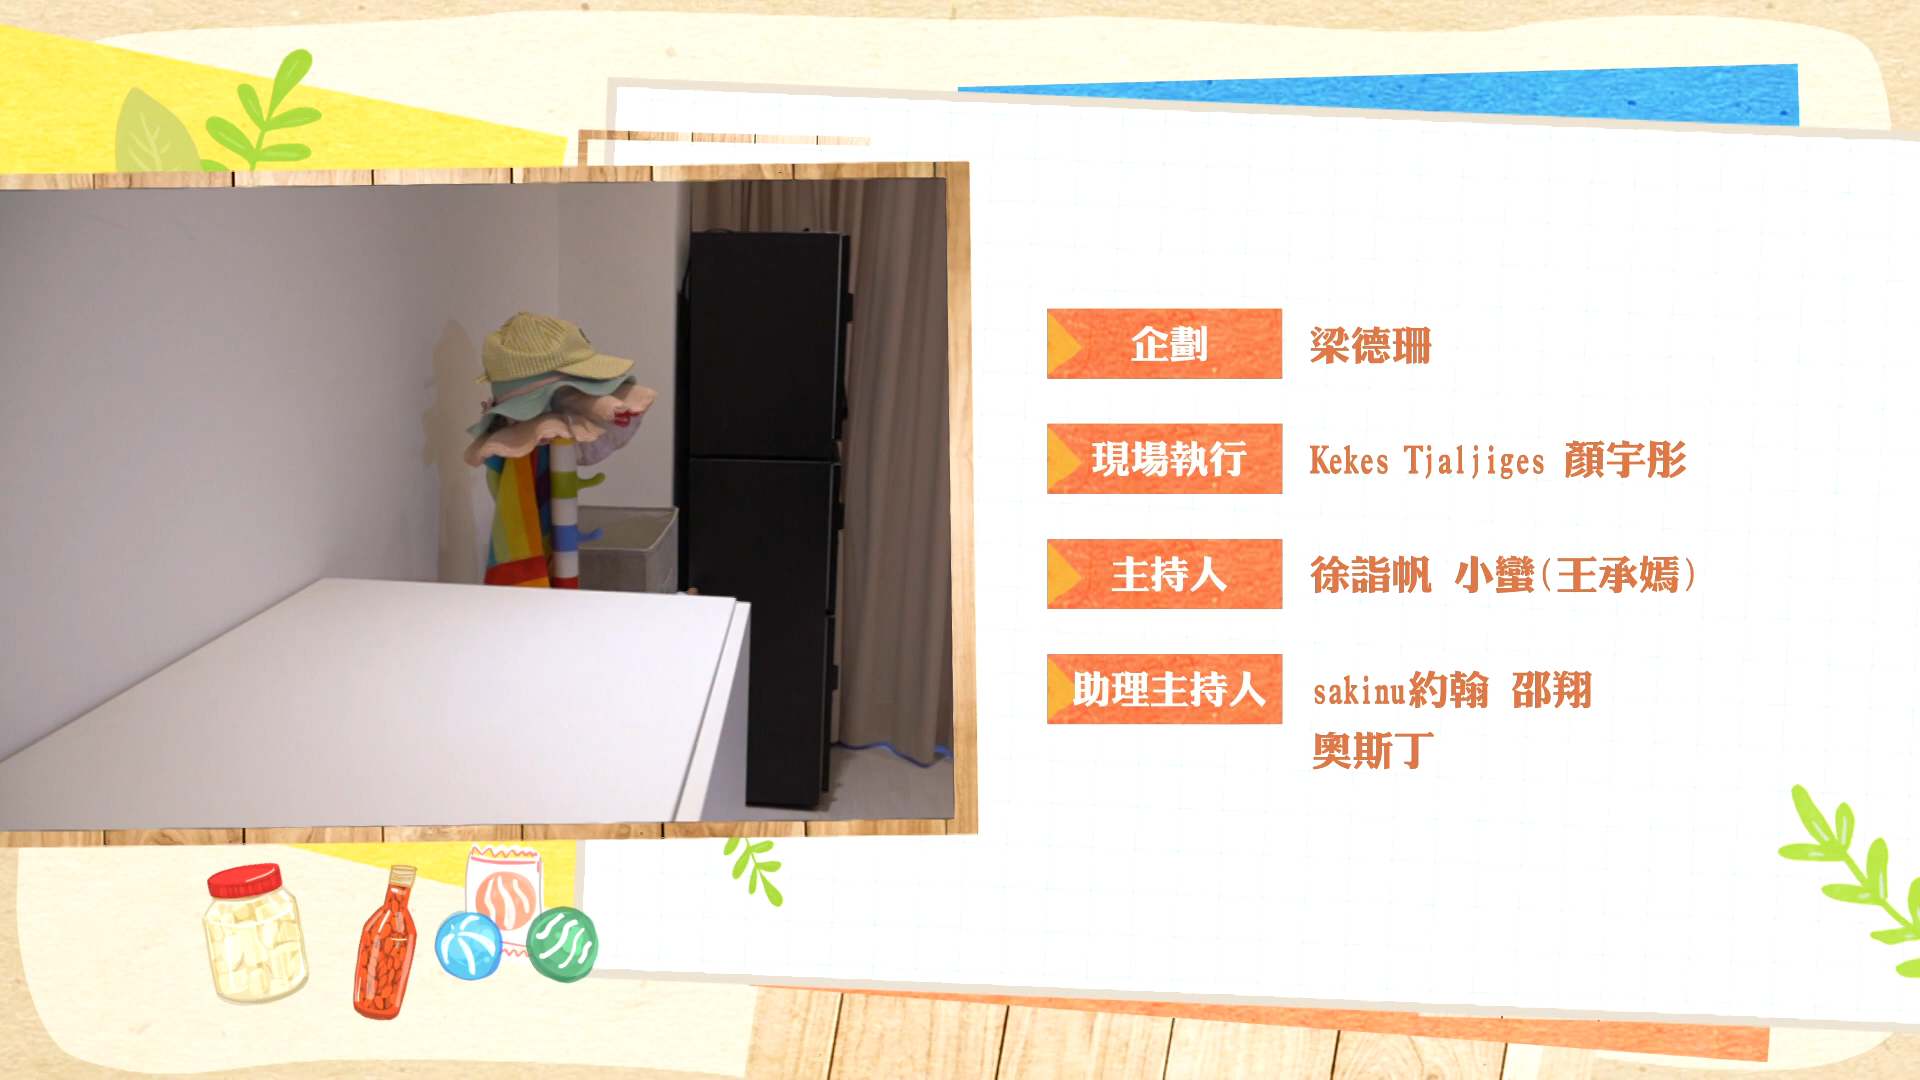 企劃 梁德珊
現場執行 Kekes Tjaljiges 顏宇彤
主持人 徐詣帆 小蠻(王承嫣)
助理主持人 sakinu約翰 邵翔
奧斯丁